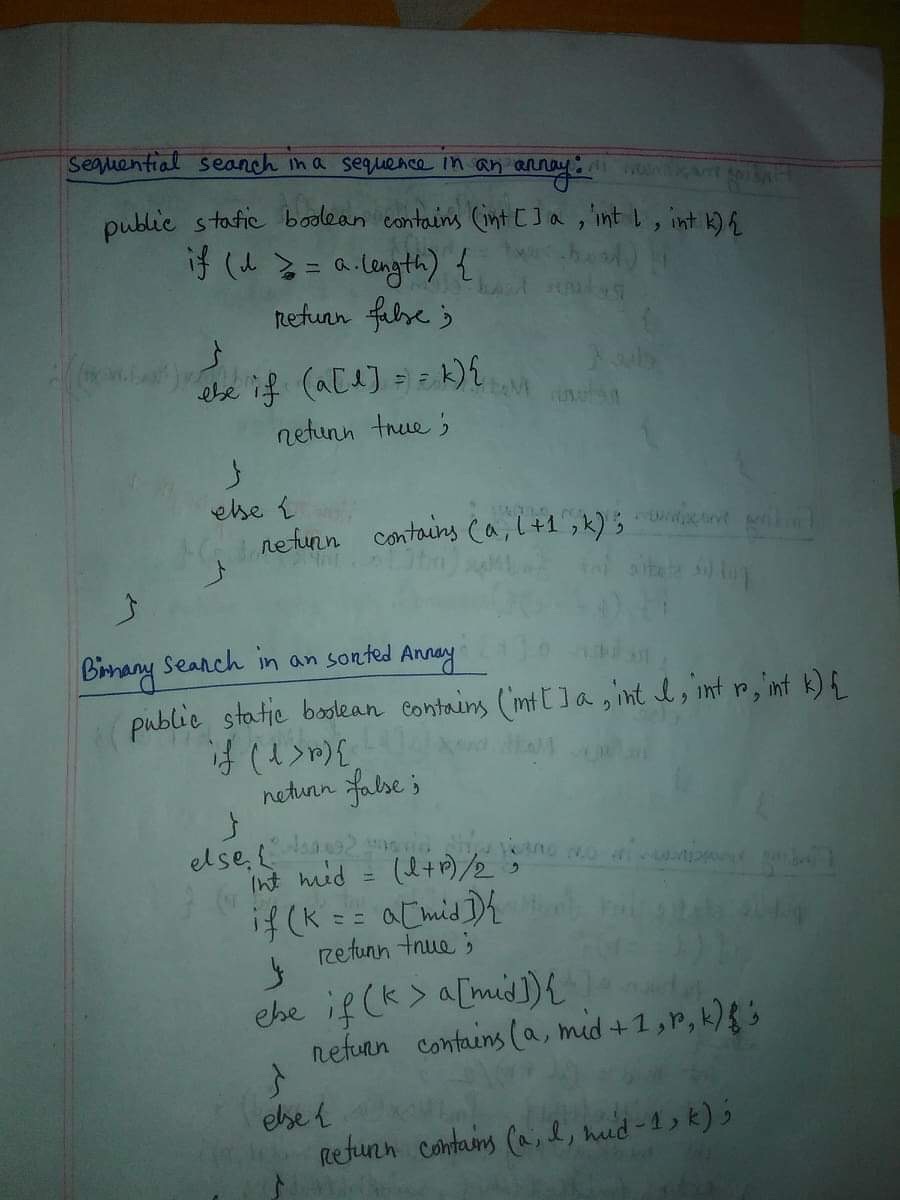 Sequential search in a sequence in an array:
public static boolean contains (int [] a , int l , int k) {
if (l >= a.length) {
return false ;
}
else if (a[l] == k) {
return true ;
}
else {
return contains (a, l+1 , k) ;
}
}
Binary Search in an sorted Array
public static boolean contains (int [] a , int l , int r , int k) {
if (l > r) {
return false ;
}
else {
int mid = (l+r)/2 ;
if (k == a[mid]) {
return true ;
}
else if (k > a[mid]) {
return contains (a, mid+1 , r, k) ;
}
else {
return contains (a, l, mid-1 , k) ;
}